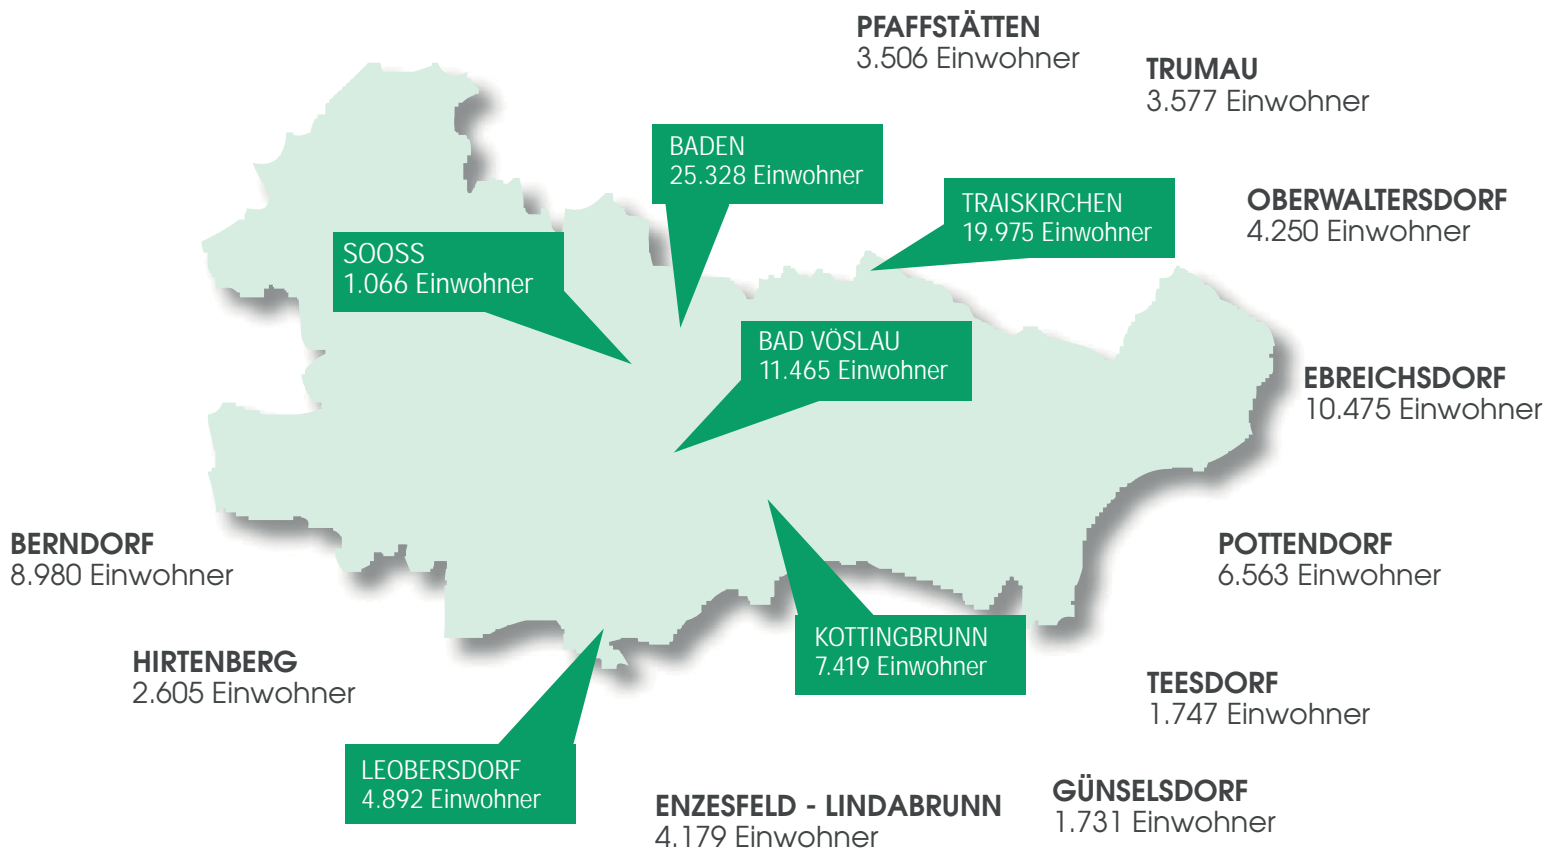 PFAFFSTÄTTEN
3.506 Einwohner
TRUMAU
3.577 Einwohner
BADEN
25.328 Einwohner
TRAISKIRCHEN
19.975 Einwohner
OBERWALTERSDORF
4.250 Einwohner
SOOSS
1.066 Einwohner
BAD VÖSLAU
11.465 Einwohner
EBREICHSDORF
10.475 Einwohner
BERNDORF
8.980 Einwohner
POTTENDORF
6.563 Einwohner
KOTTINGBRUNN
7.419 Einwohner
HIRTENBERG
2.605 Einwohner
TEESDORF
1.747 Einwohner
LEOBERSDORF
4.892 Einwohner
ENZESFELD - LINDABRUNN
4.179 Einwohner
GÜNSELSDORF
1.731 Einwohner